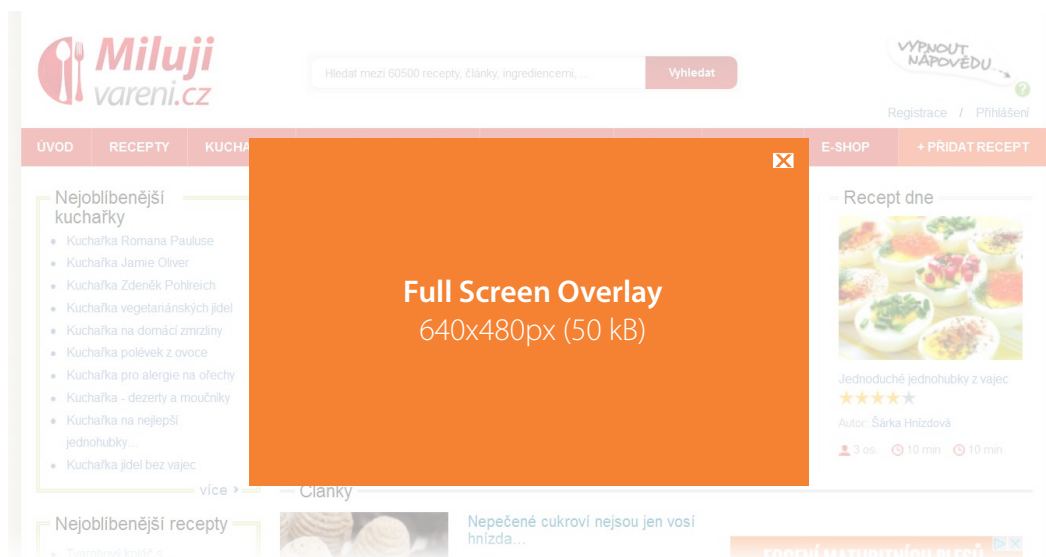 Miluji
vareni.cz
Hledat mezi 60500 recepty, články, ingrediencemi, ...
Vyhledat
VYPNOUT
NÁPOVĚDU
?
Registrace / Přihlášení
ÚVOD
RECEPTY
KUCHA
E-SHOP
+ PŘIDAT RECEPT
Nejoblíbenější
kuchařky
Kuchařka Romana Pauluse
Kuchařka Jamie Oliver
Kuchařka Zdeněk Pohlreich
Kuchařka vegetariánských jidel
Kuchařka na domácí zmrzliny
Kuchařka polévek z ovoce
Kuchařka pro alergie na ořechy
Kuchařka - dezerty a moučníky
Kuchařka na nejlepší
jednohubky...
Kuchařka jídel bez vajec
více
Full Screen Overlay
640x480px (50 kB)
Recept dne
Jednoduché jednohubky z vajec
Autor: Šárka Hnízdová
3 os. 10 min 10 min
Články
Nepečené cukroví nejsou jen vosí
hnízda...
Nejoblíbenější recepty